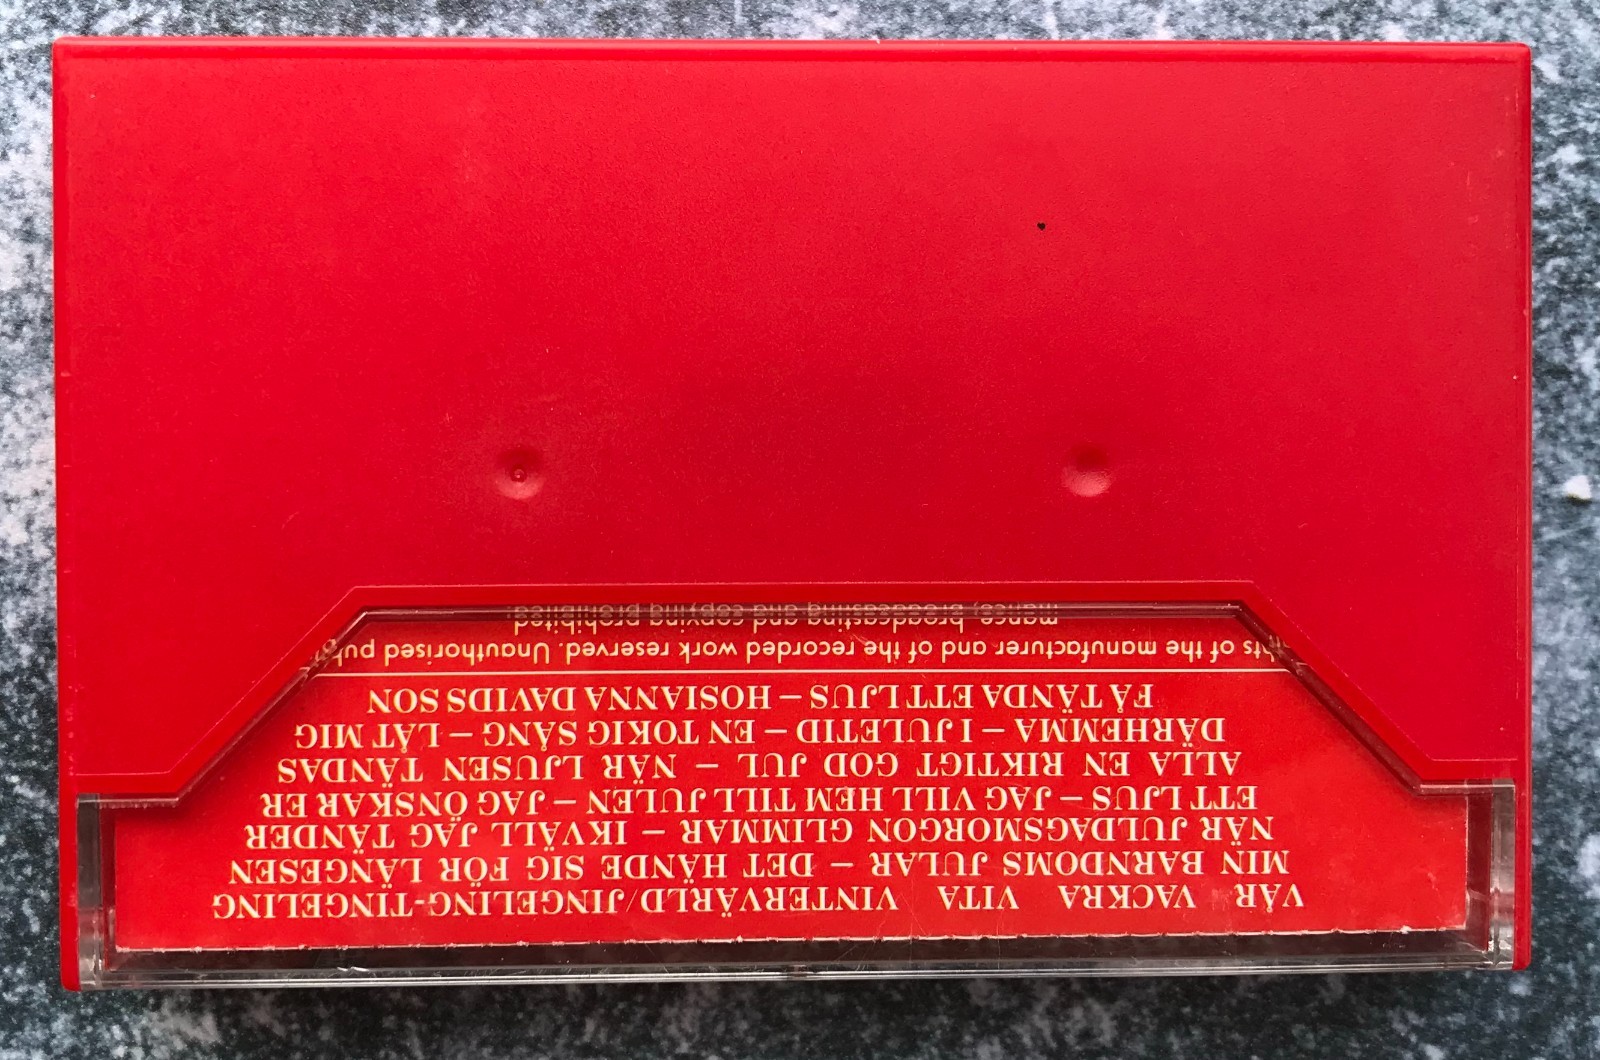 VÅR VACKRA VITA VINTERVÄRLD/JINGELING-TINGELING
MIN BARNDOMS JULAR – DET HÄNDE SIG FÖR LÄNGESEN
NÄR JULDAGSMORGON GLIMMAR – IKVÄLL JAG TÄNDER
ETT LJUS – JAG VILL HEM TILL JULEN – JAG ÖNSKAR ER
ALLA EN RIKTIGT GOD JUL – NÄR LJUSEN TÄNDAS
DÄRHEMMA – I JULETID – EN TOKIG SÅNG – LÅT MIG
FÅ TÄNDA ETT LJUS – HOSIANNA DAVIDS SON
of the manufacturer and of the recorded work reserved. Unauthorised
mance, broadcasting and copying prohibited.